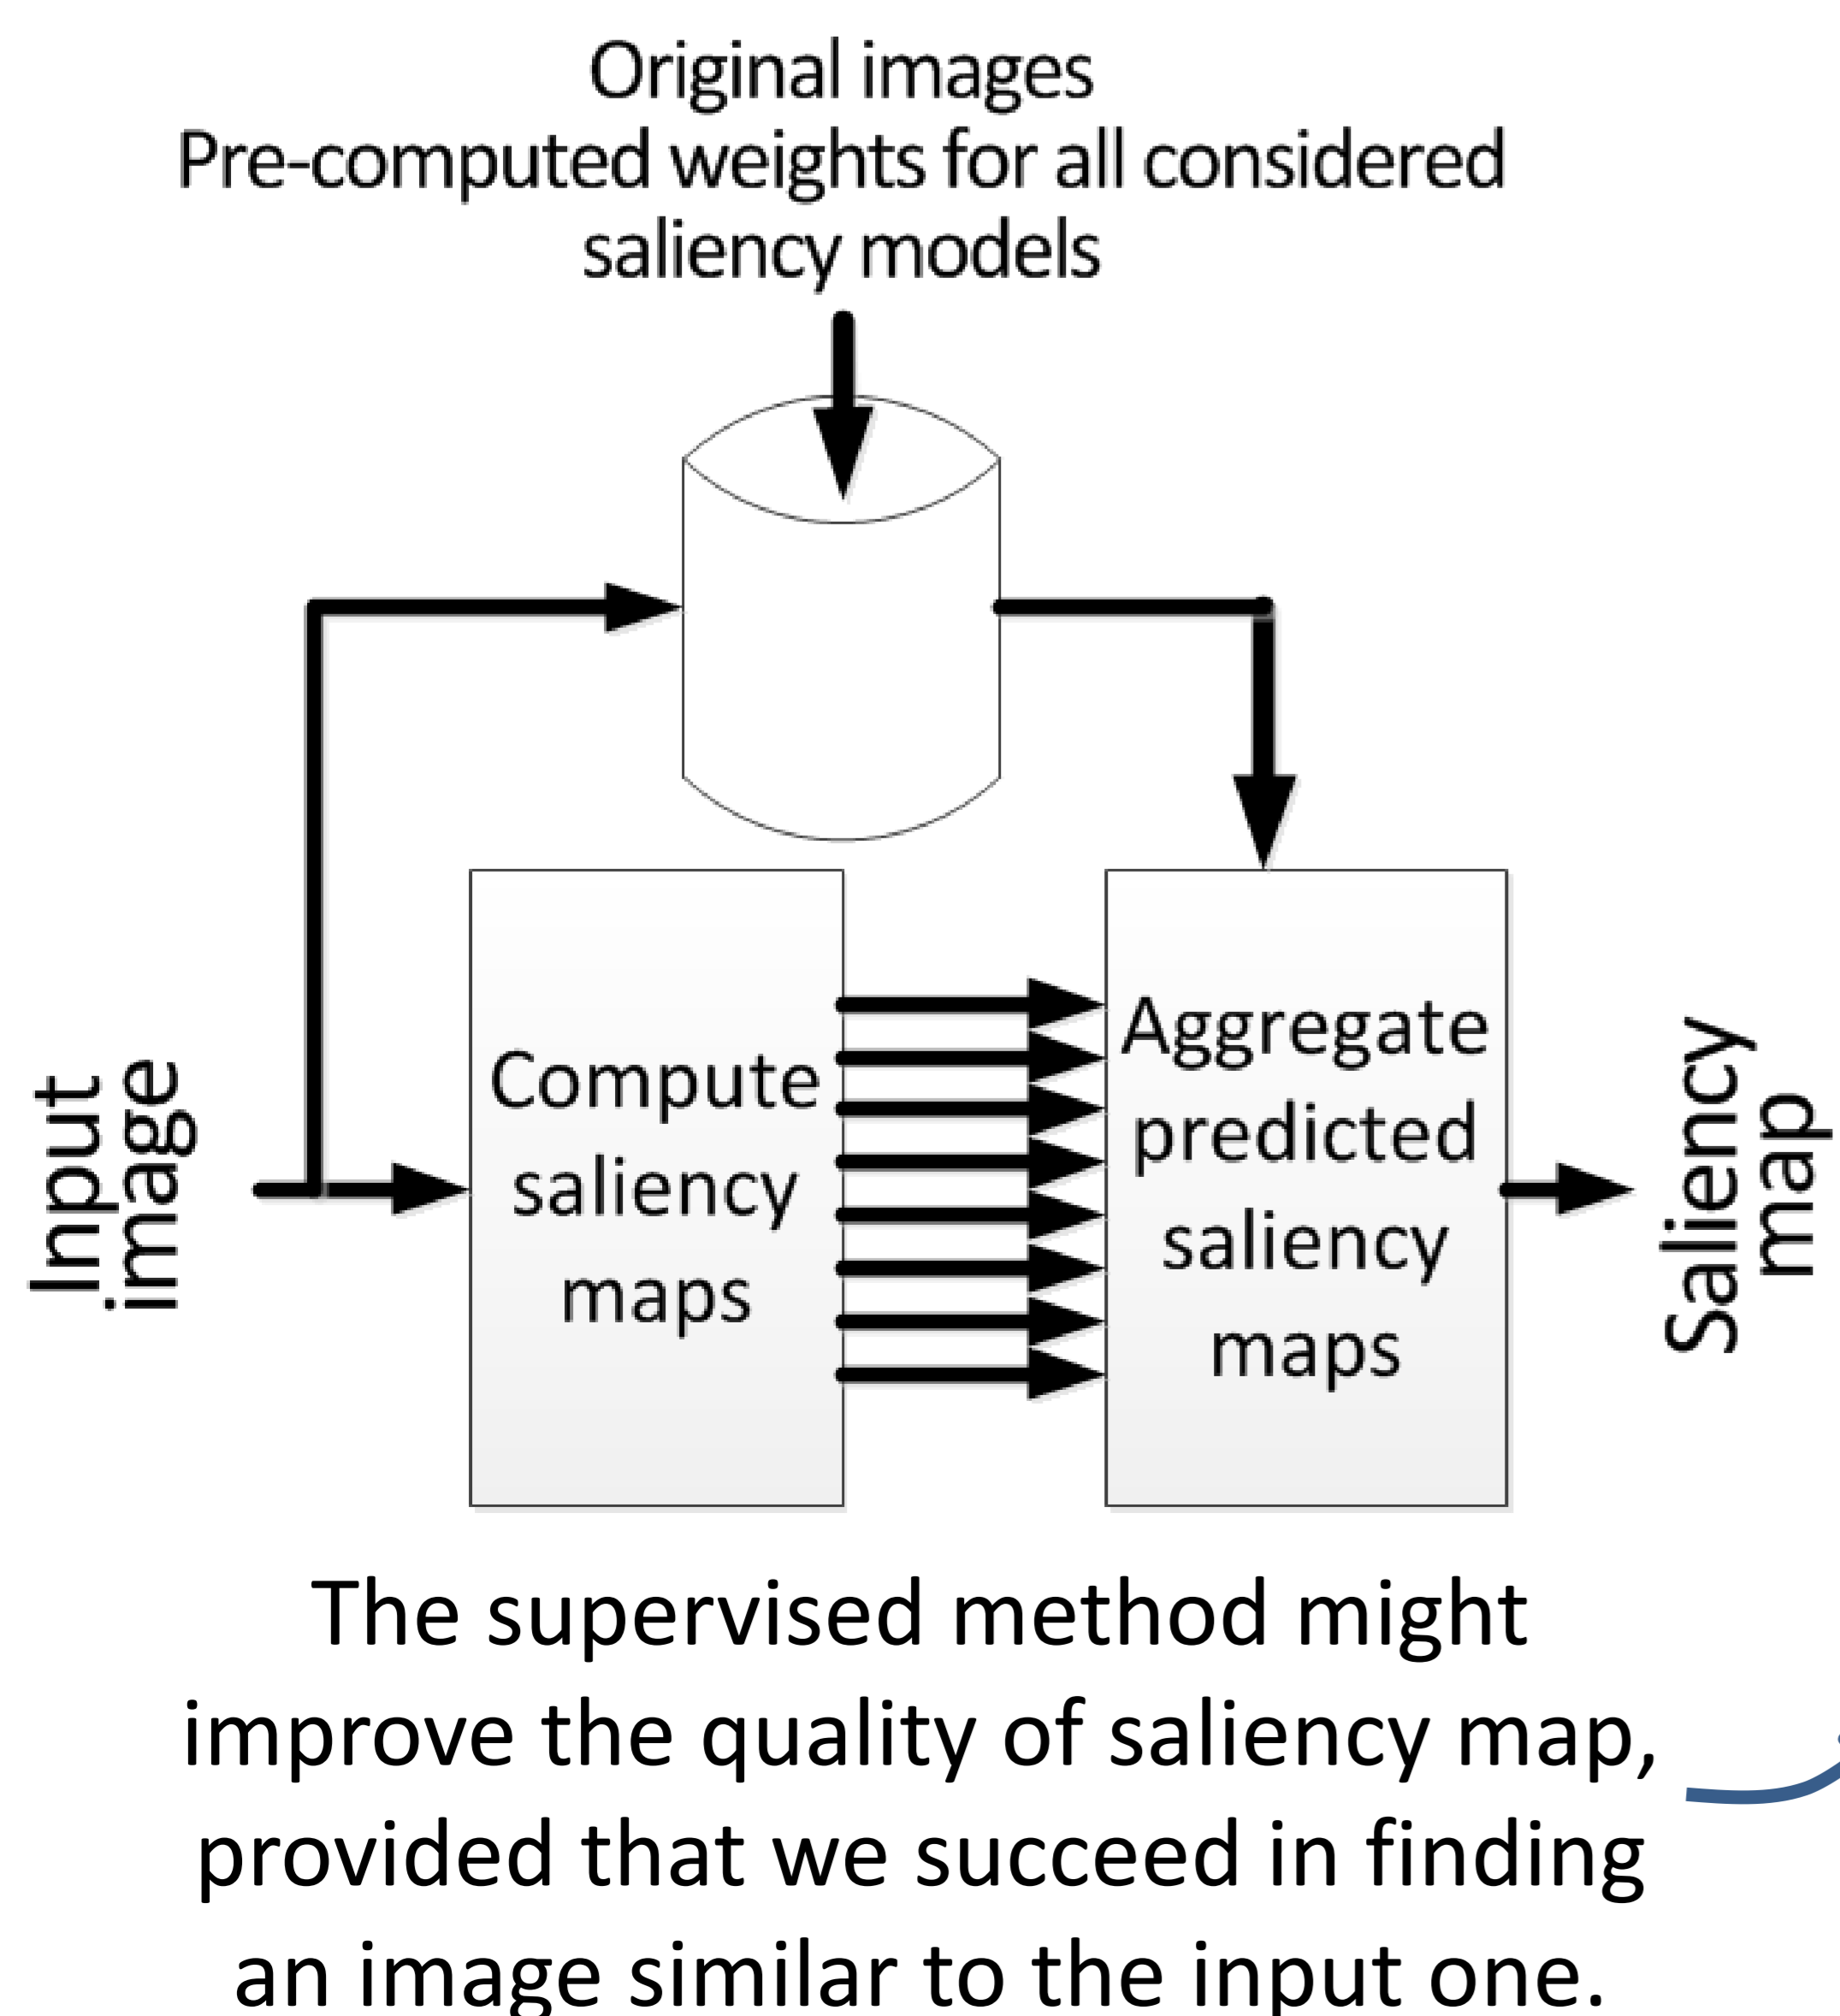 Original images
Pre-computed weights for all considered
saliency models
Input
image
Compute
saliency
maps
Aggregate
predicted
saliency
maps
Saliency
map
The supervised method might
improve the quality of saliency map,
provided that we succeed in finding
an image similar to the input one.